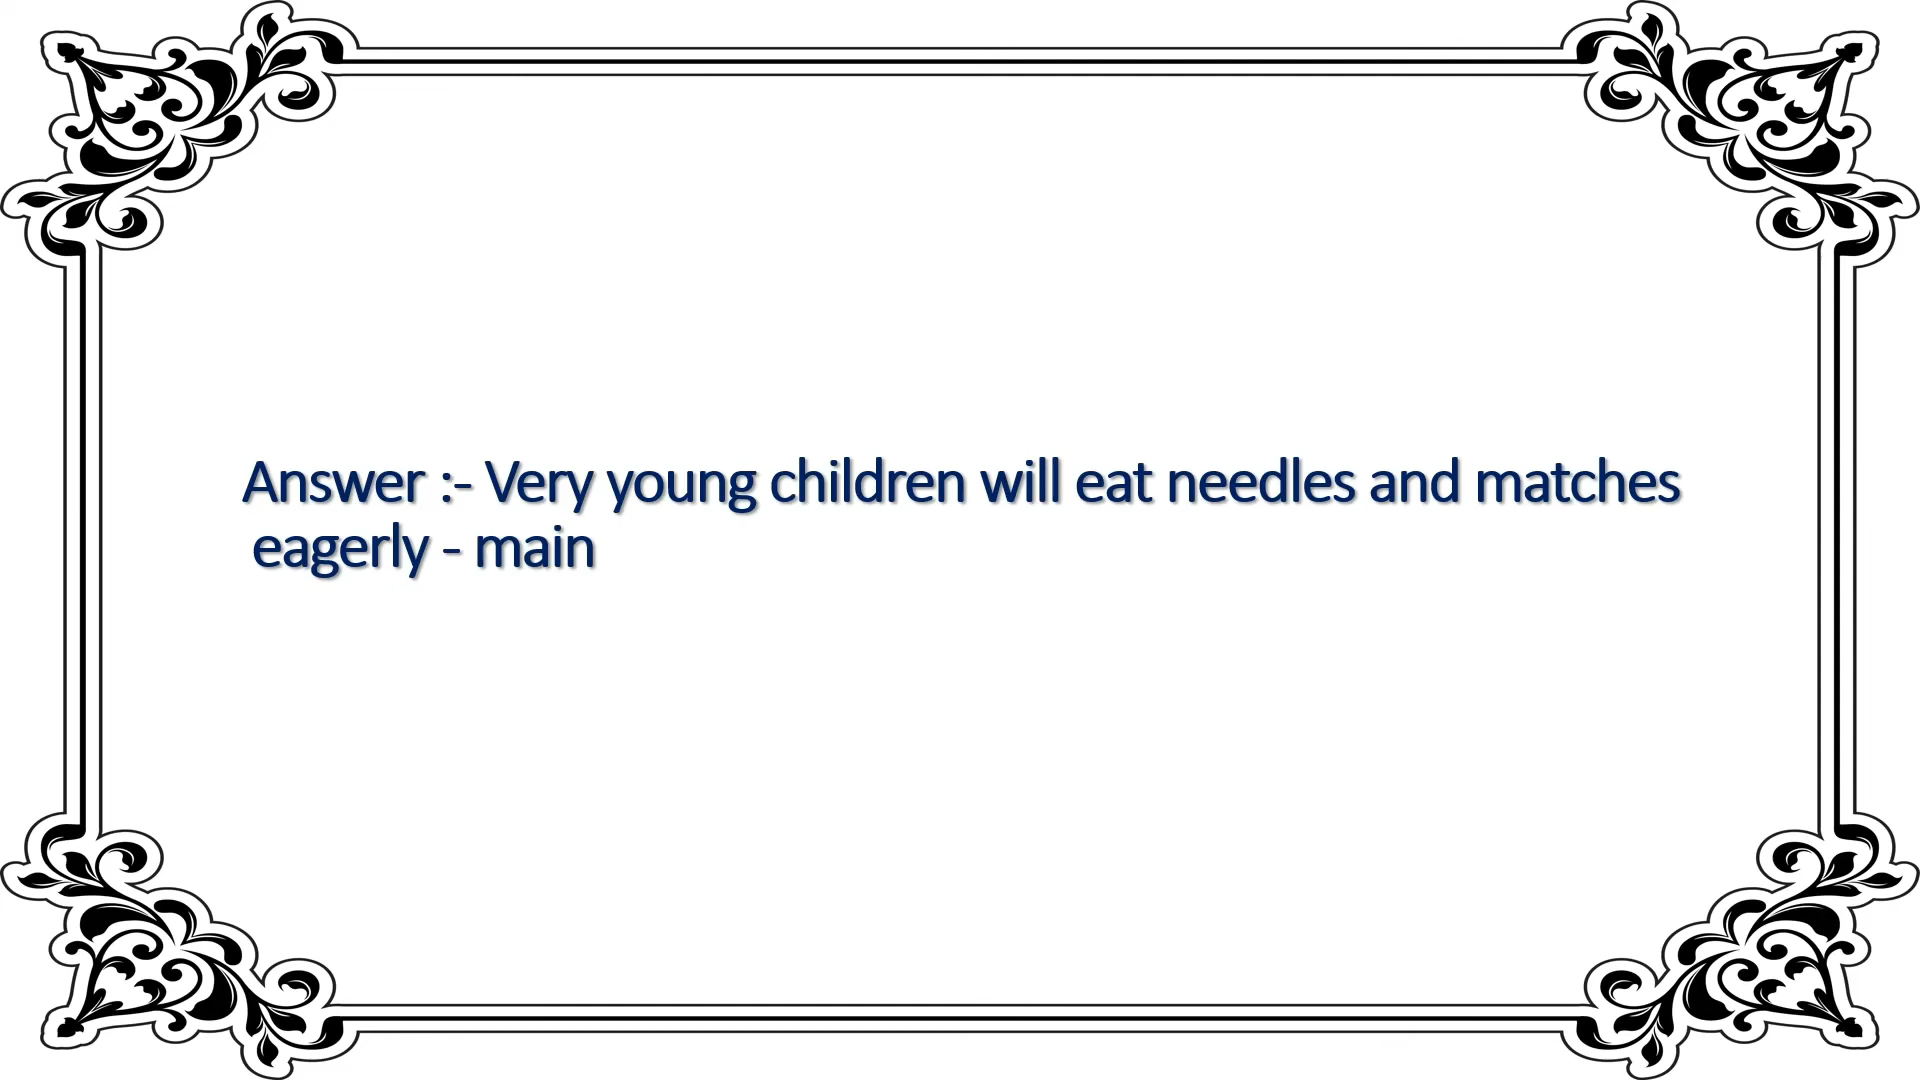 Answer :- Very young children will eat needles and matches
eagerly - main